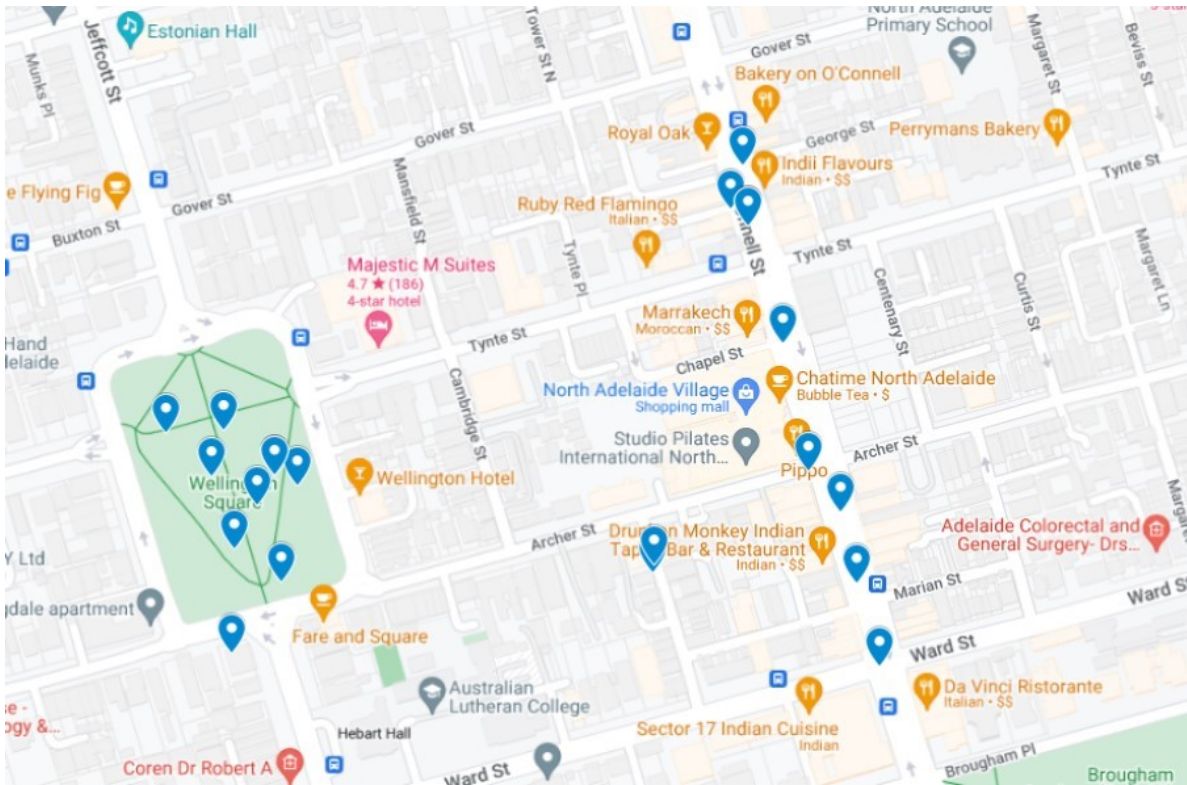 North Adelaide
Primary School
Estonian Hall
Jeffcott St
Munks Pl
Tower St N
Gover St
Margaret St
Beviss St
Bakery on O'Connell
Royal Oak
George St
Perrymans Bakery
Gover St
Mansfield St
Indii Flavours
Indian • $$
Tynte St
e Flying Fig
Gover St
Buxton St
Ruby Red Flamingo
Italian • $$
nnell St
Tynte St
Tynte Pl
Centenary St
Curtis St
Margaret Ln
Majestic M Suites
4.7 ★ (186)
4-star hotel
Marrakech
Moroccan • $$
Tynte St
Chapel St
Hand
delaide
Cambridge St
North Adelaide Village
Shopping mall
Chatime North Adelaide
Bubble Tea • $
Studio Pilates
International North...
Archer St
Pippo
Wellington Hotel
Square
Archer St
Tap Bar & Restaurant
Monkey Indian
Indian • $$
Adelaide Colorectal and
General Surgery- Drs...
Y Ltd
gdale apartment
Marian St
Ward St
Fare and Square
Ward St
Australian
Lutheran College
Da Vinci Ristorante
Italian • $$
se -
ogy &...
Hebart Hall
Sector 17 Indian Cuisine
Indian
Coren Dr Robert A
Ward St
Brougham Pl
Brougham